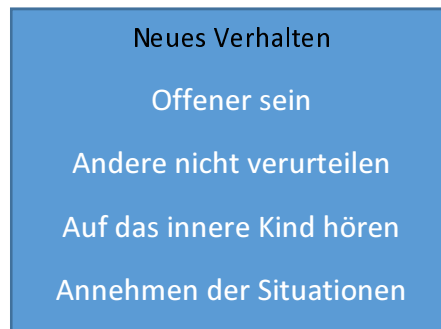 Neues Verhalten
Offener sein
Andere nicht verurteilen
Auf das innere Kind hören
Annehmen der Situationen